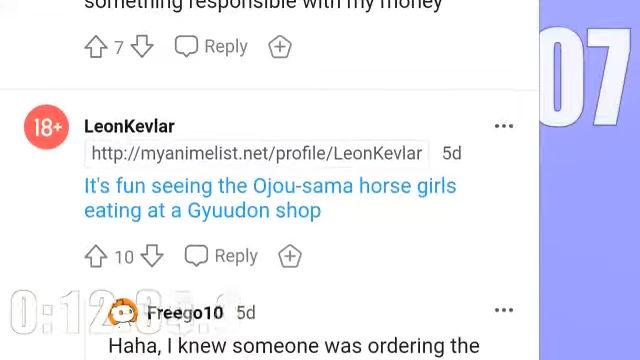 something responsible with my money
7 Reply
07
18+ LeonKevlar
http://myanimelist.net/profile/LeonKevlar 5d
It's fun seeing the Ojou-sama horse girls
eating at a Gyuudon shop
10 Reply
Freego10 5d
Haha, I knew someone was ordering the